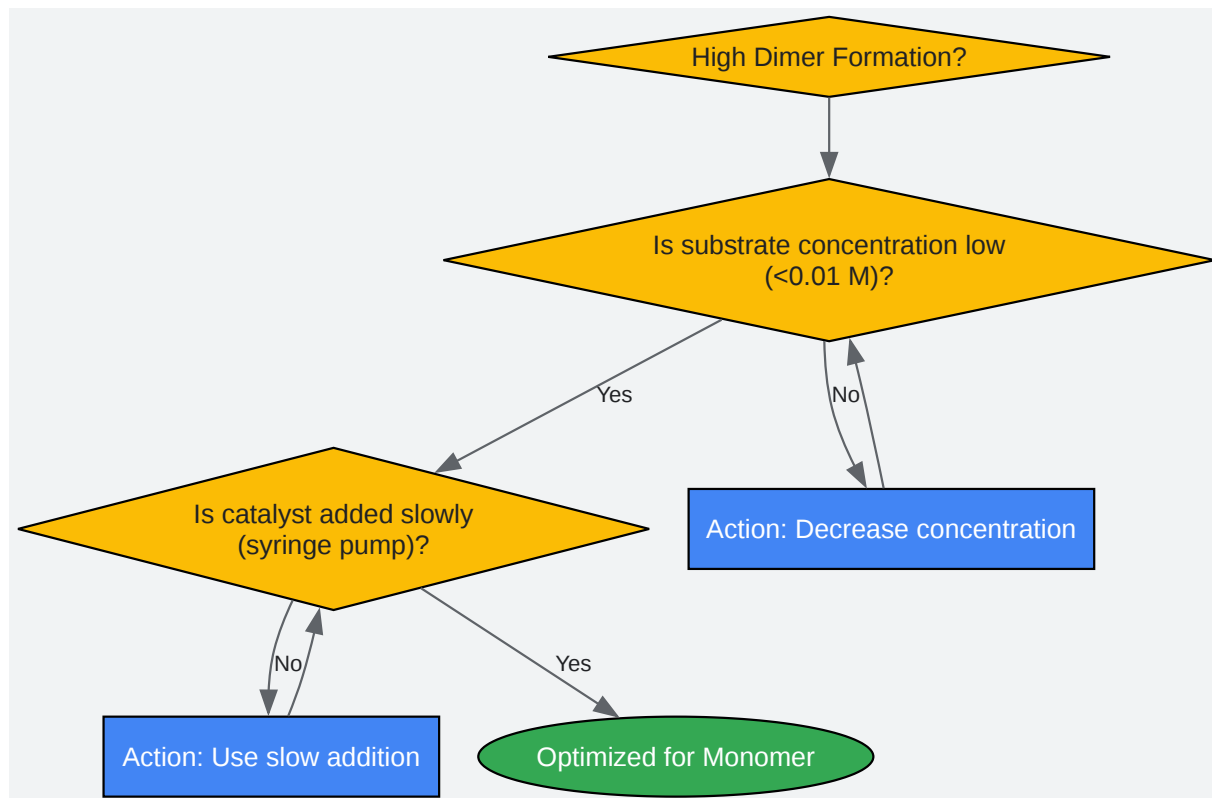 High Dimer Formation?
Is substrate concentration low
(<0.01 M)?
Yes
No
Is catalyst added slowly
(syringe pump)?
Action: Decrease concentration
No
Yes
Action: Use slow addition
Optimized for Monomer